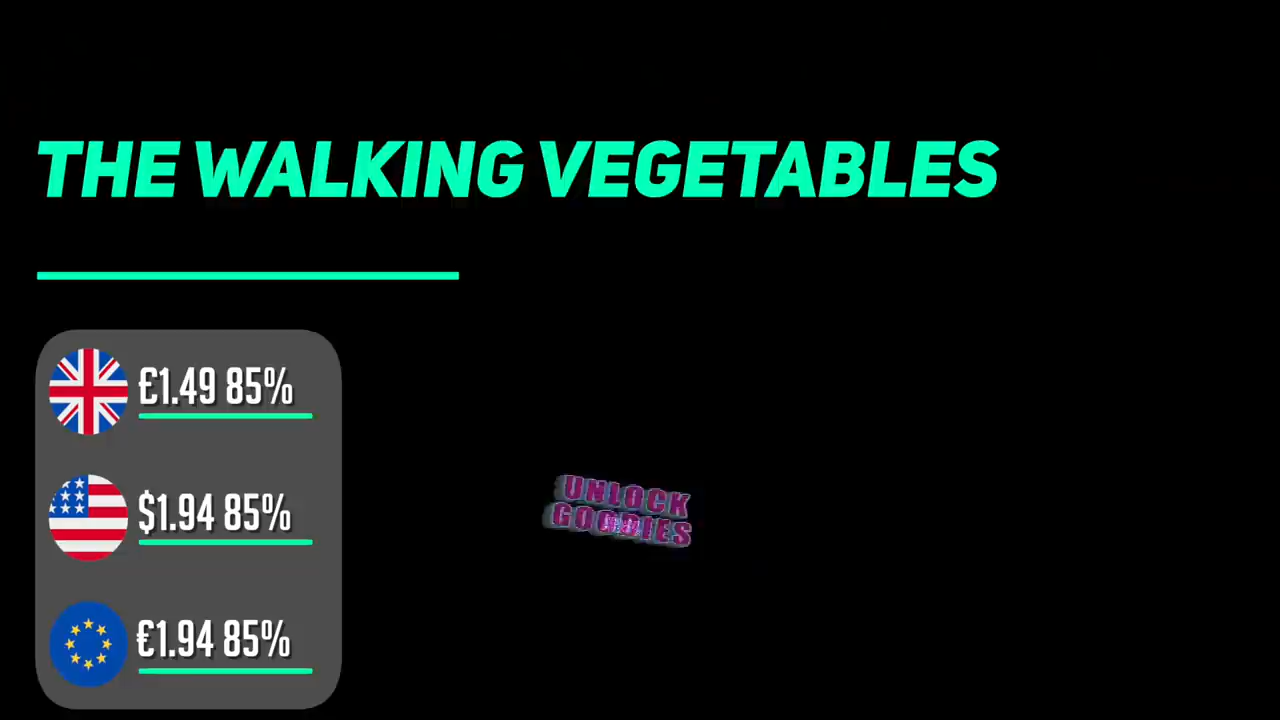 THE WALKING VEGETABLES
€1.49 85%
$1.94 85%
€1.94 85%
UNLOCK
GOODIES